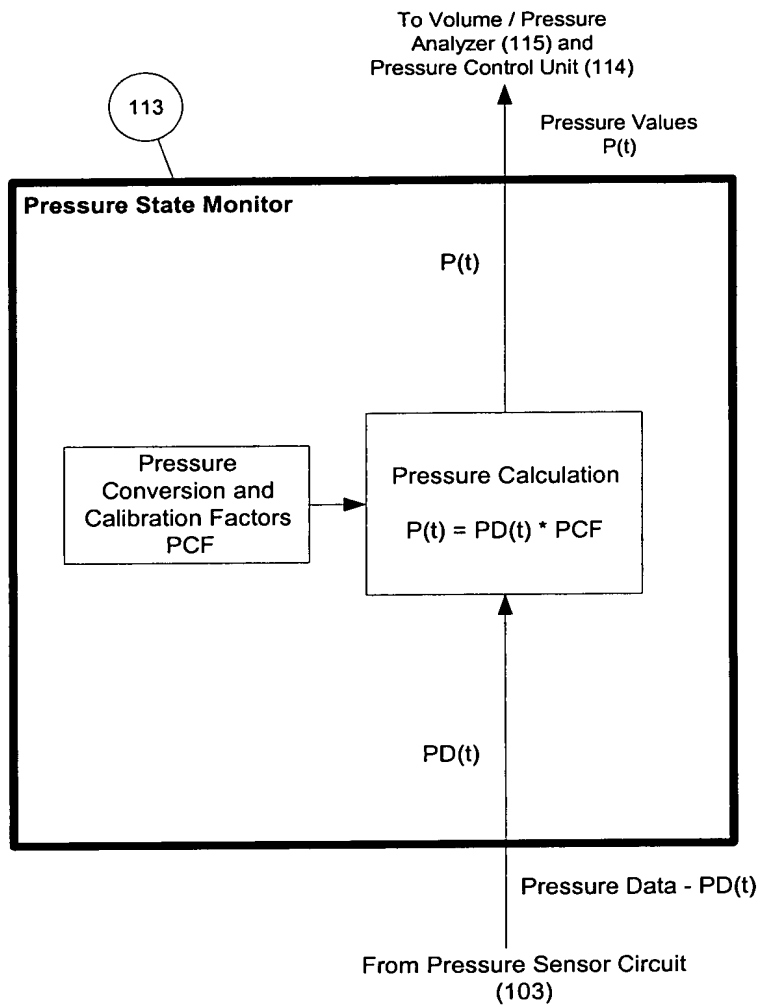 To Volume / Pressure
Analyzer (115) and
Pressure Control Unit (114)
113
Pressure Values
P(t)
Pressure State Monitor
P(t)
Pressure
Conversion and
Calibration Factors
PCF
Pressure Calculation
P(t) = PD(t) * PCF
PD(t)
Pressure Data - PD(t)
From Pressure Sensor Circuit
(103)